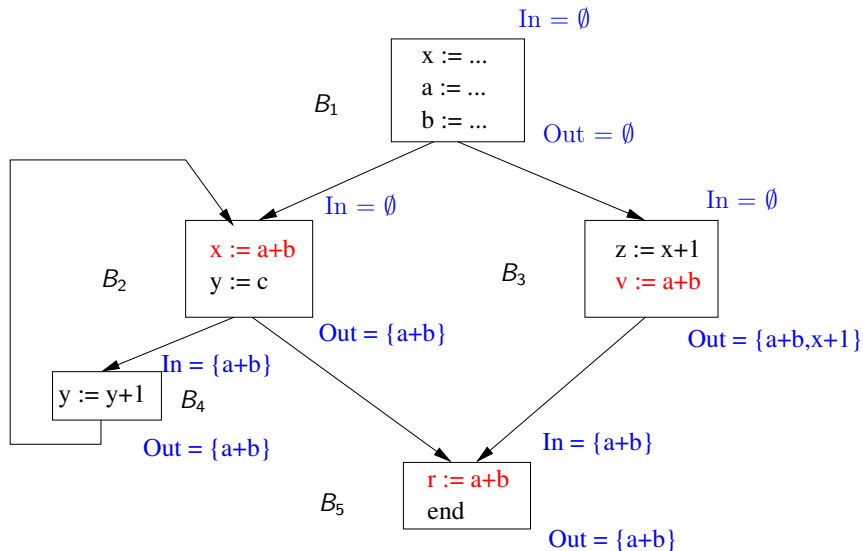 In = ∅
x := ...
a := ...
b := ...
B₁
Out = ∅
In = ∅
In = ∅
x := a+b
y := c
B₂
z := x+1
v := a+b
B₃
Out = {a+b}
Out = {a+b,x+1}
In = {a+b}
y := y+1
B₄
Out = {a+b}
In = {a+b}
r := a+b
end
B₅
Out = {a+b}